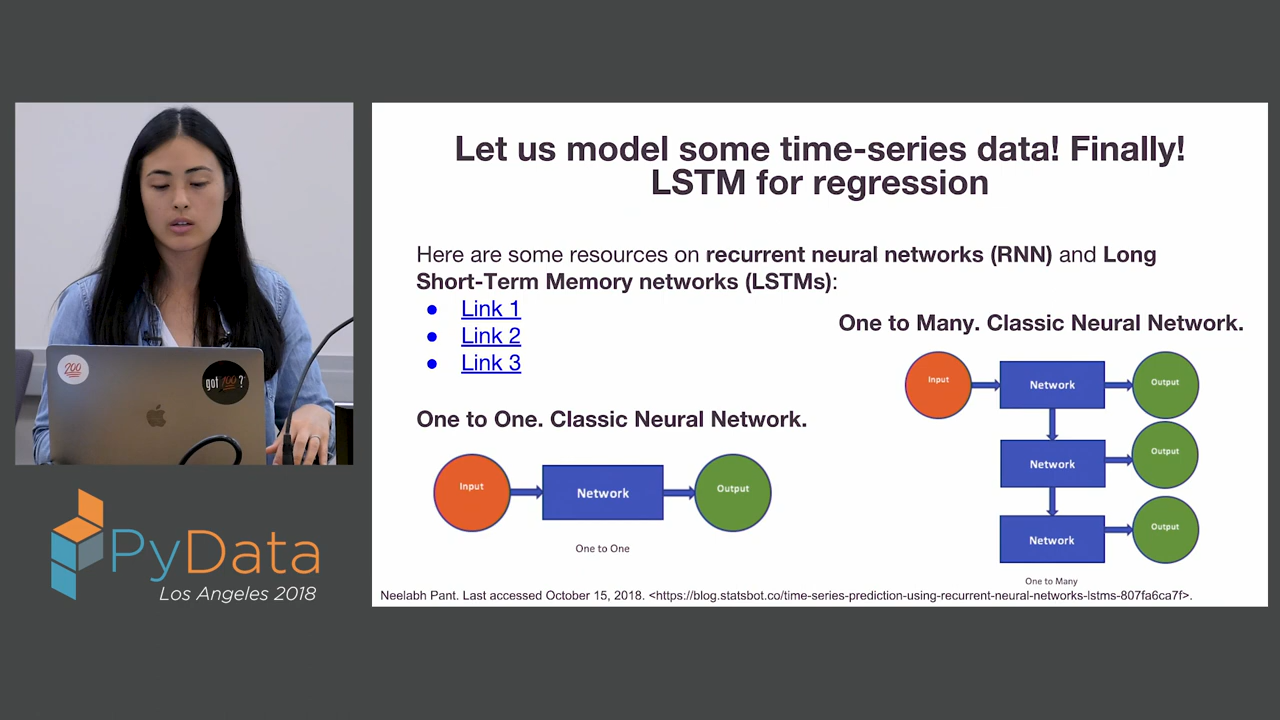 Let us model some time-series data! Finally!
LSTM for regression
Here are some resources on recurrent neural networks (RNN) and Long
Short-Term Memory networks (LSTMs):
● Link 1
● Link 2
● Link 3
One to One. Classic Neural Network.
Input
Network
Output
One to One
One to Many. Classic Neural Network.
Input
Network
Output
Network
Output
Network
Output
One to Many
Neelabh Pant. Last accessed October 15, 2018. <https://blog.statsbot.co/time-series-prediction-using-recurrent-neural-networks-lstms-807fa6ca7f>.
200
got 100 ?
PyData
Los Angeles 2018